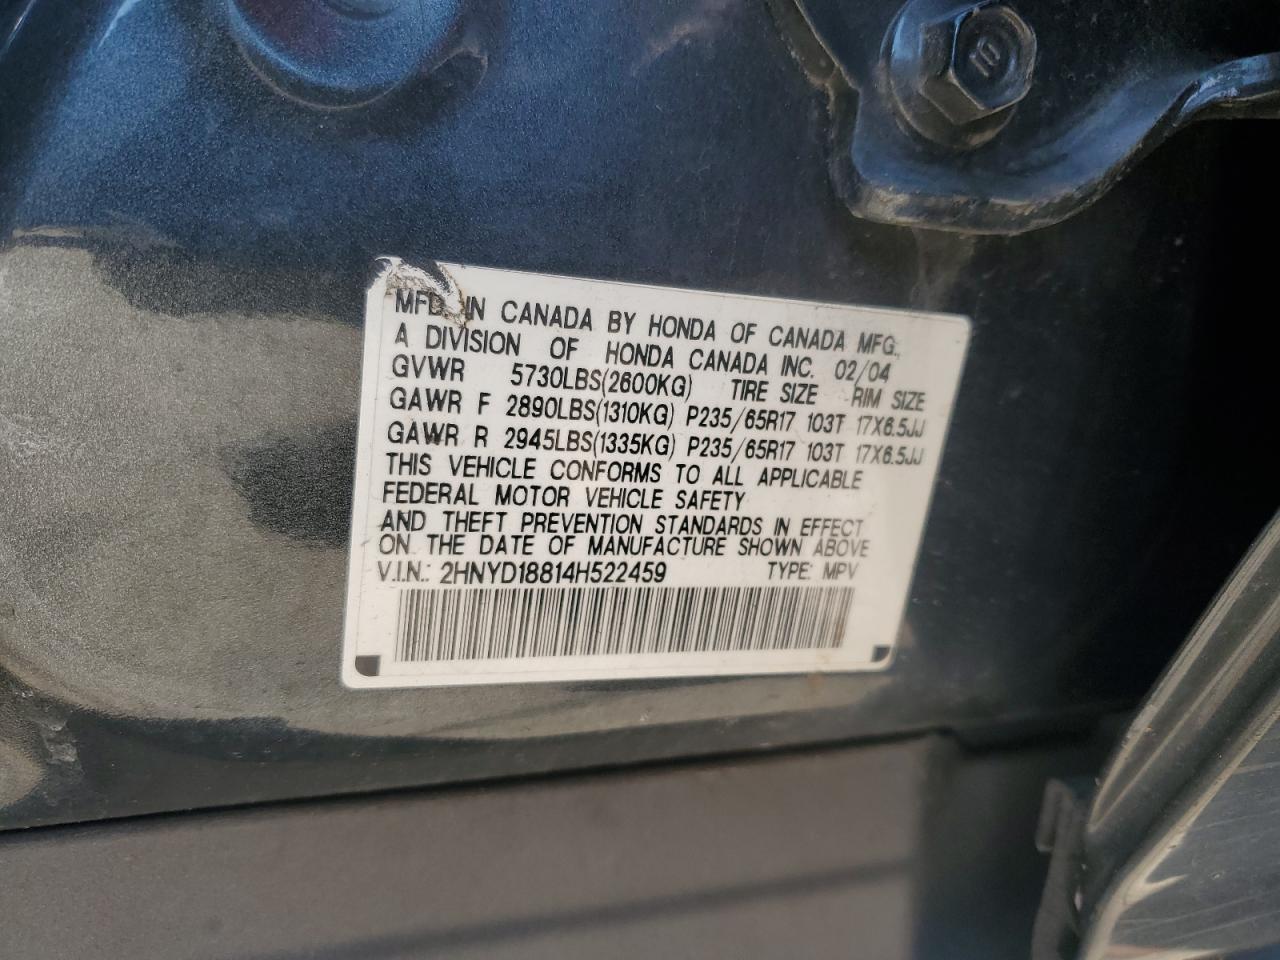 MFD. IN CANADA BY HONDA OF CANADA MFG.,
A DIVISION OF HONDA CANADA INC. 02/04
GVWR 5730LBS(2600KG) TIRE SIZE RIM SIZE
GAWR F 2890LBS(1310KG) P235/65R17 103T 17X6.5JJ
GAWR R 2945LBS(1335KG) P235/65R17 103T 17X6.5JJ
THIS VEHICLE CONFORMS TO ALL APPLICABLE
FEDERAL MOTOR VEHICLE SAFETY
AND THEFT PREVENTION STANDARDS IN EFFECT
ON THE DATE OF MANUFACTURE SHOWN ABOVE
V.I.N.: 2HNYD18814H522459 TYPE: MPV